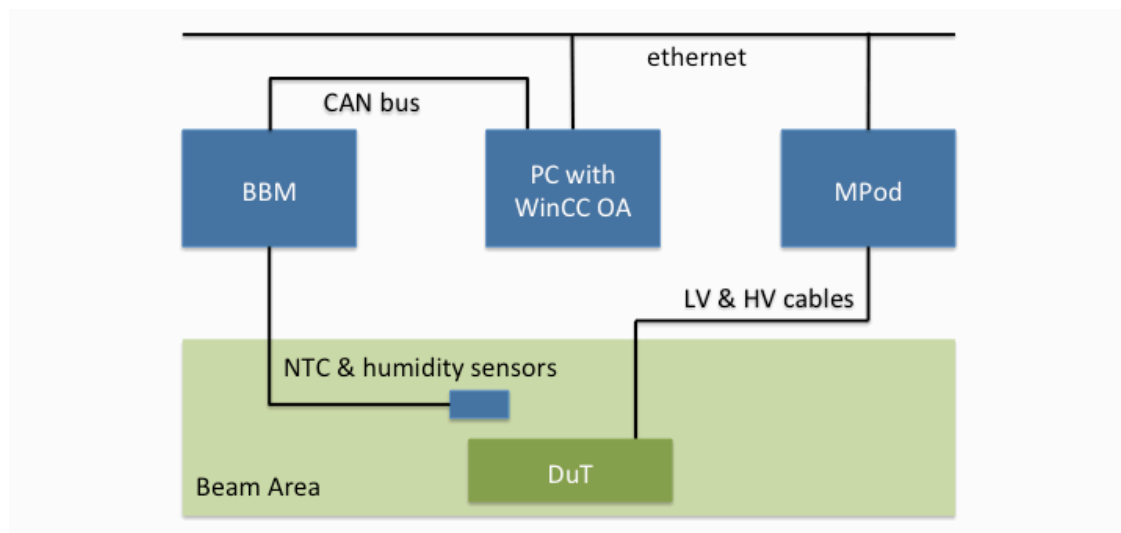 ethernet
CAN bus
BBM
PC with
WinCC OA
MPod
LV & HV cables
NTC & humidity sensors
DuT
Beam Area